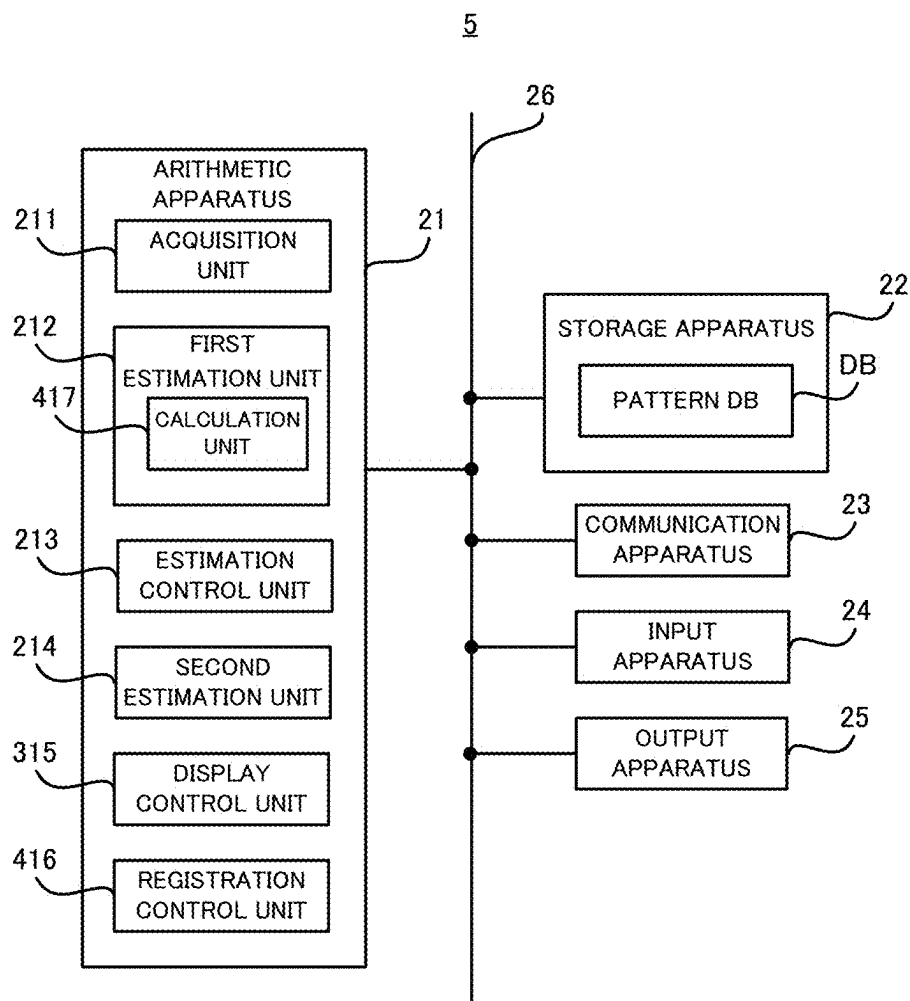 5
26
ARITHMETIC
APPARATUS
211
21
ACQUISITION
UNIT
22
212
STORAGE APPARATUS
FIRST
ESTIMATION UNIT
DB
417
PATTERN DB
CALCULATION
UNIT
23
213
COMMUNICATION
APPARATUS
ESTIMATION
CONTROL UNIT
24
INPUT
APPARATUS
214
SECOND
ESTIMATION UNIT
25
OUTPUT
APPARATUS
315
DISPLAY
CONTROL UNIT
416
REGISTRATION
CONTROL UNIT